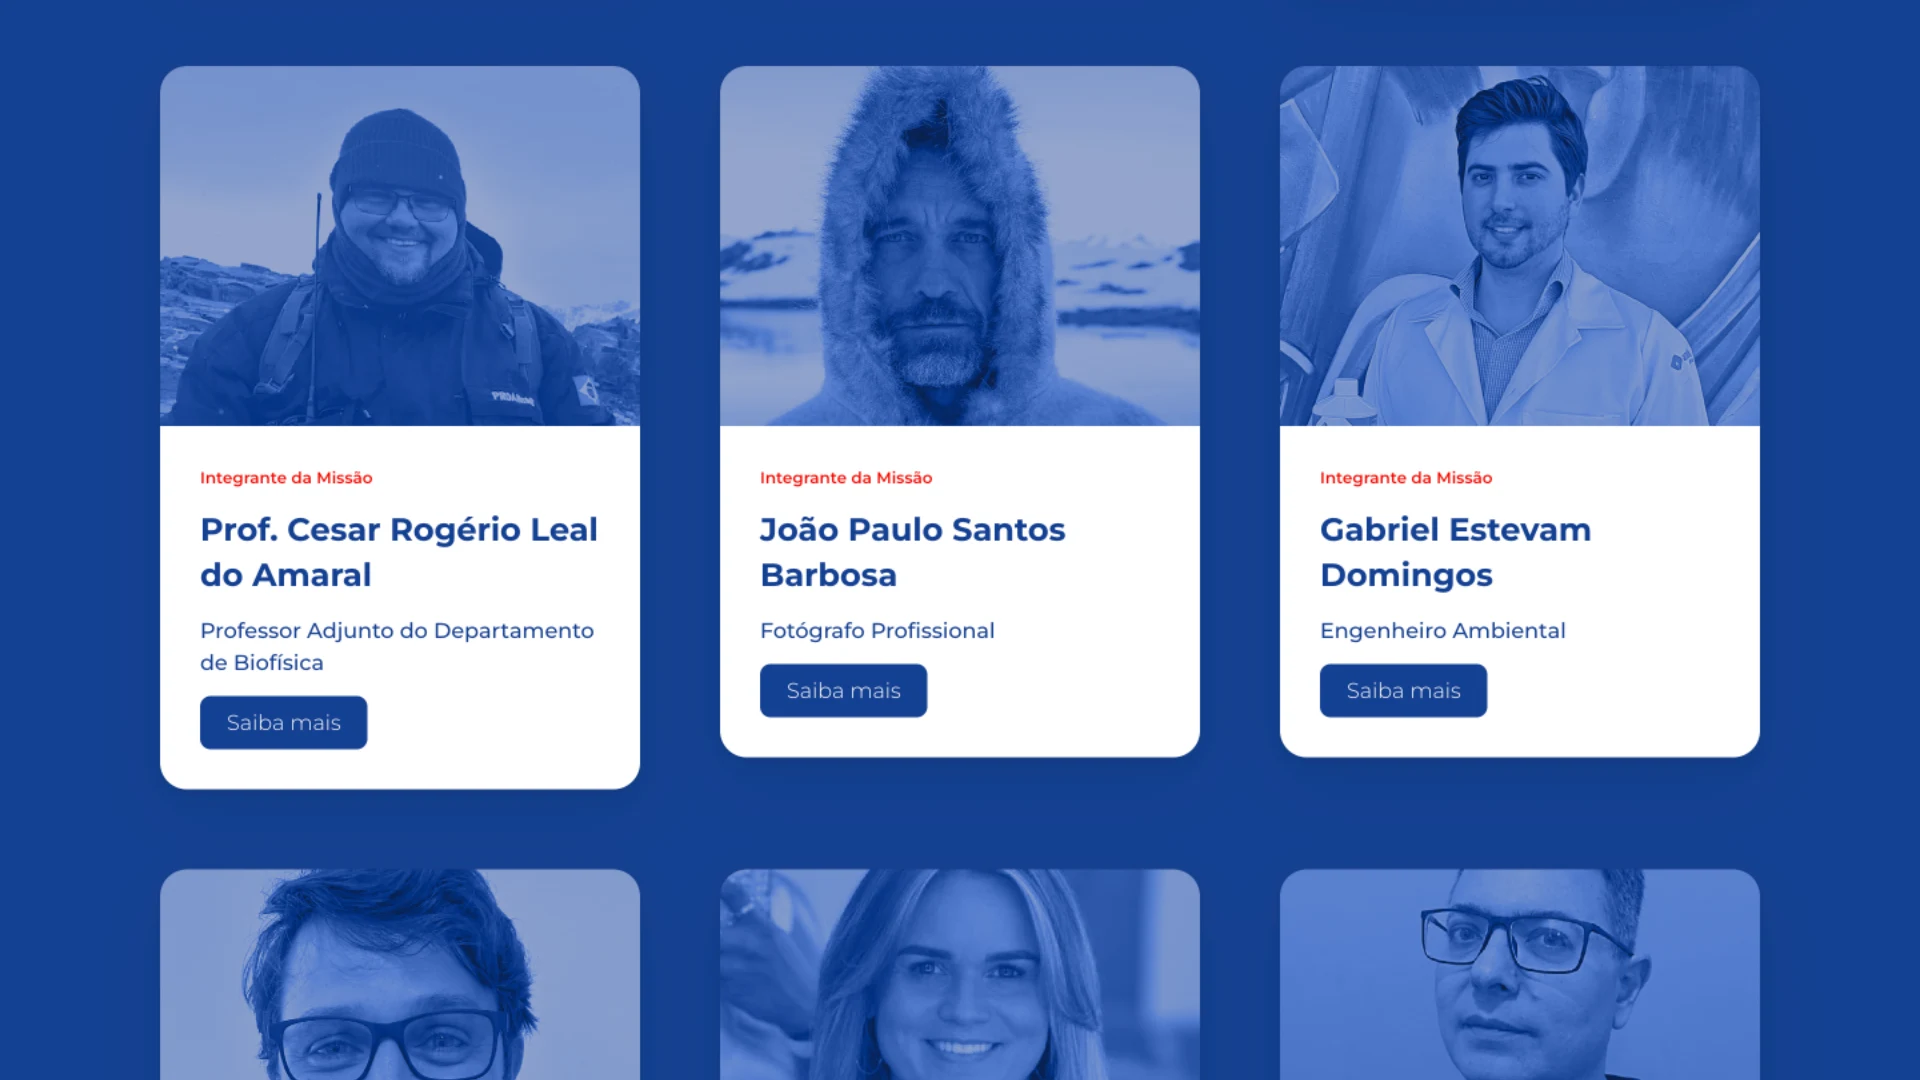 Integrante da Missão
Prof. Cesar Rogério Leal
do Amaral
Professor Adjunto do Departamento
de Biofísica
Saiba mais
Integrante da Missão
João Paulo Santos
Barbosa
Fotógrafo Profissional
Saiba mais
Integrante da Missão
Gabriel Estevam
Domingos
Engenheiro Ambiental
Saiba mais